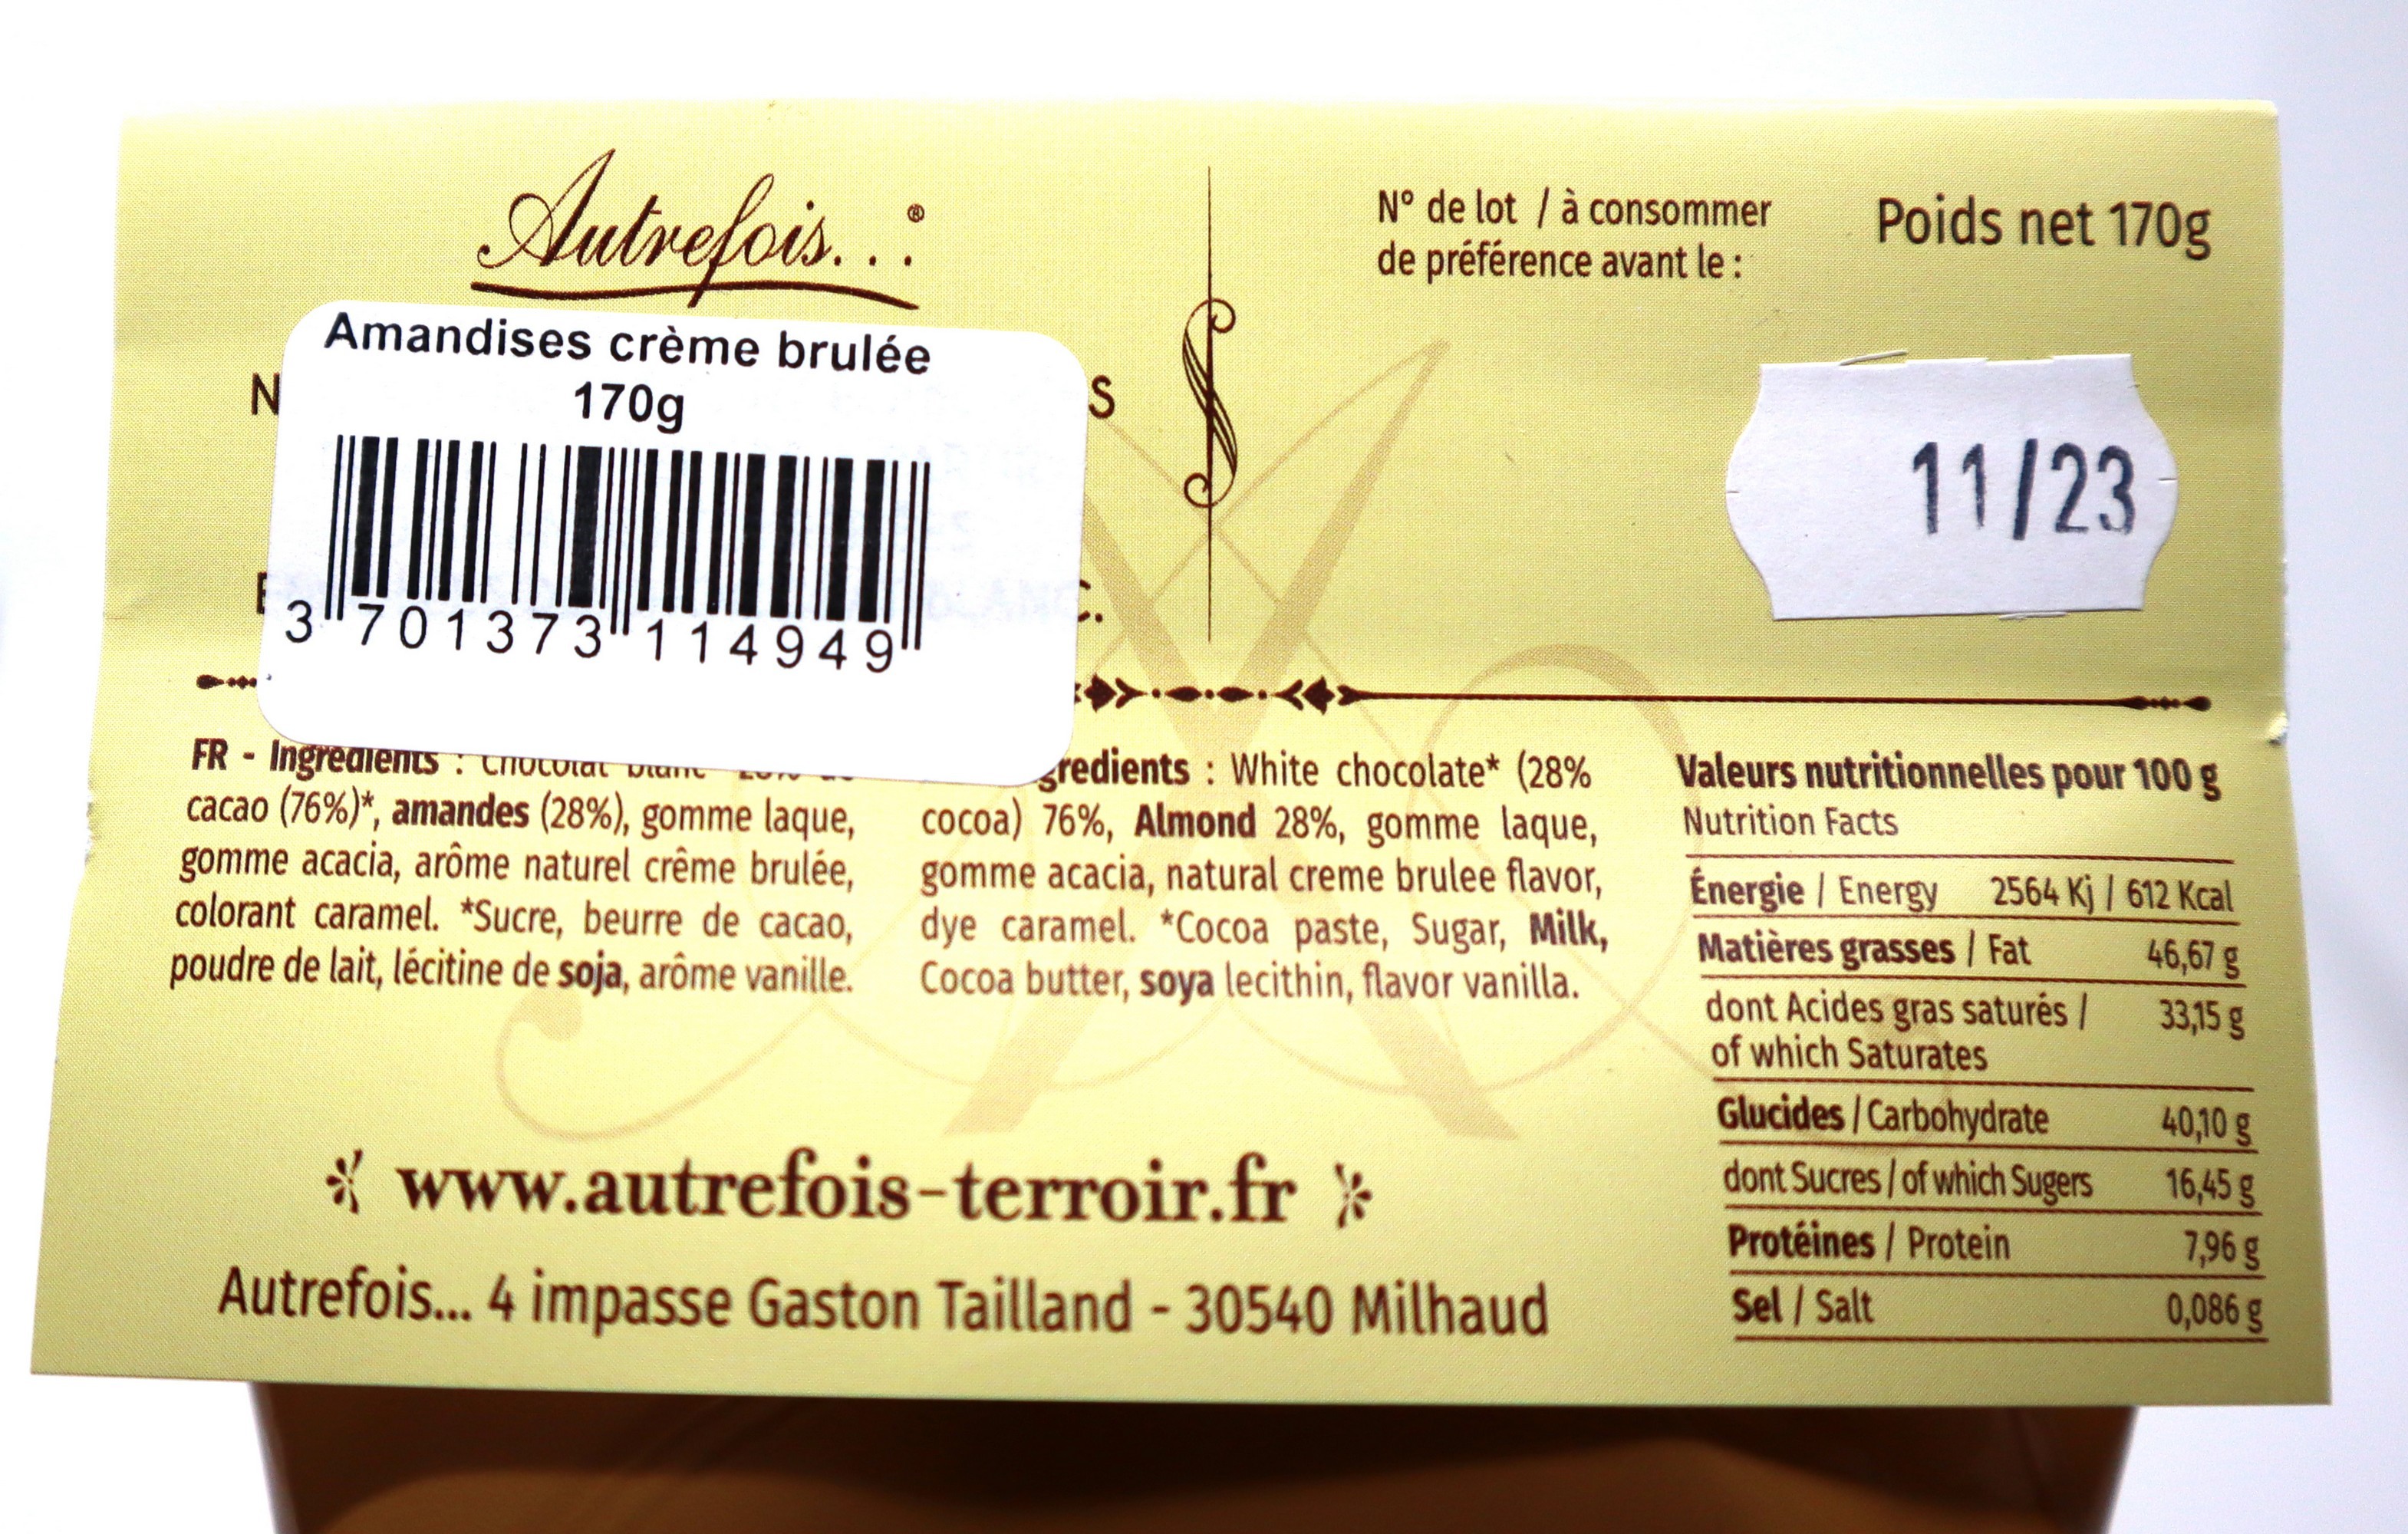 Autrefois...®
N° de lot / à consommer
de préférence avant le :
Poids net 170g
Amandises crème brulée
170g
11/23
3 701373 114949
FR - Ingrédients : Chocolat blanc
cacao (76%)*, amandes (28%), gomme laque,
gomme acacia, arôme naturel crême brulée,
colorant caramel. *Sucre, beurre de cacao,
poudre de lait, lécitine de soja, arôme vanille.
gredients : White chocolate* (28%
cocoa) 76%, Almond 28%, gomme laque,
gomme acacia, natural creme brulee flavor,
dye caramel. *Cocoa paste, Sugar, Milk,
Cocoa butter, soya lecithin, flavor vanilla.
Valeurs nutritionnelles pour 100 g
Nutrition Facts
Énergie / Energy 2564 Kj / 612 Kcal
Matières grasses / Fat 46,67 g
dont Acides gras saturés / 33,15 g
of which Saturates
Glucides / Carbohydrate 40,10 g
dont Sucres / of which Sugers 16,45 g
Protéines / Protein 7,96 g
Sel / Salt 0,086 g
www.autrefois-terroir.fr
Autrefois... 4 impasse Gaston Tailland - 30540 Milhaud